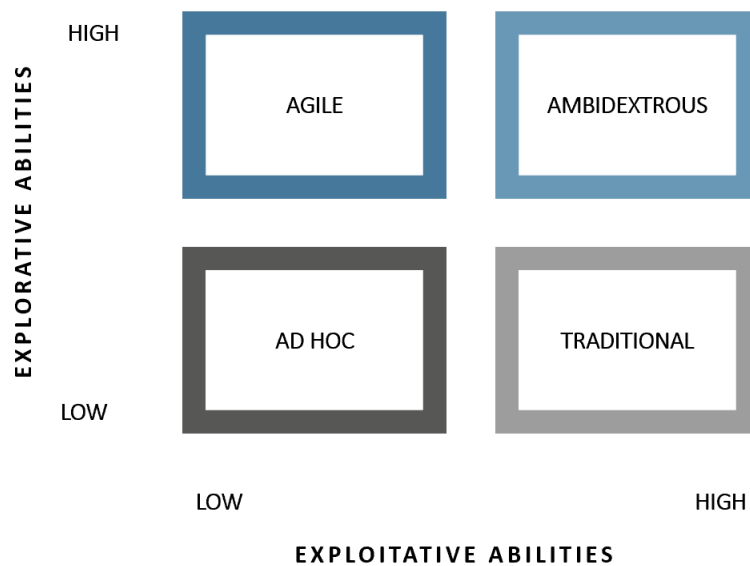 HIGH
EXPLORATIVE ABILITIES
AGILE
AMBIDEXTROUS
AD HOC
TRADITIONAL
LOW
LOW
HIGH
EXPLOITATIVE ABILITIES